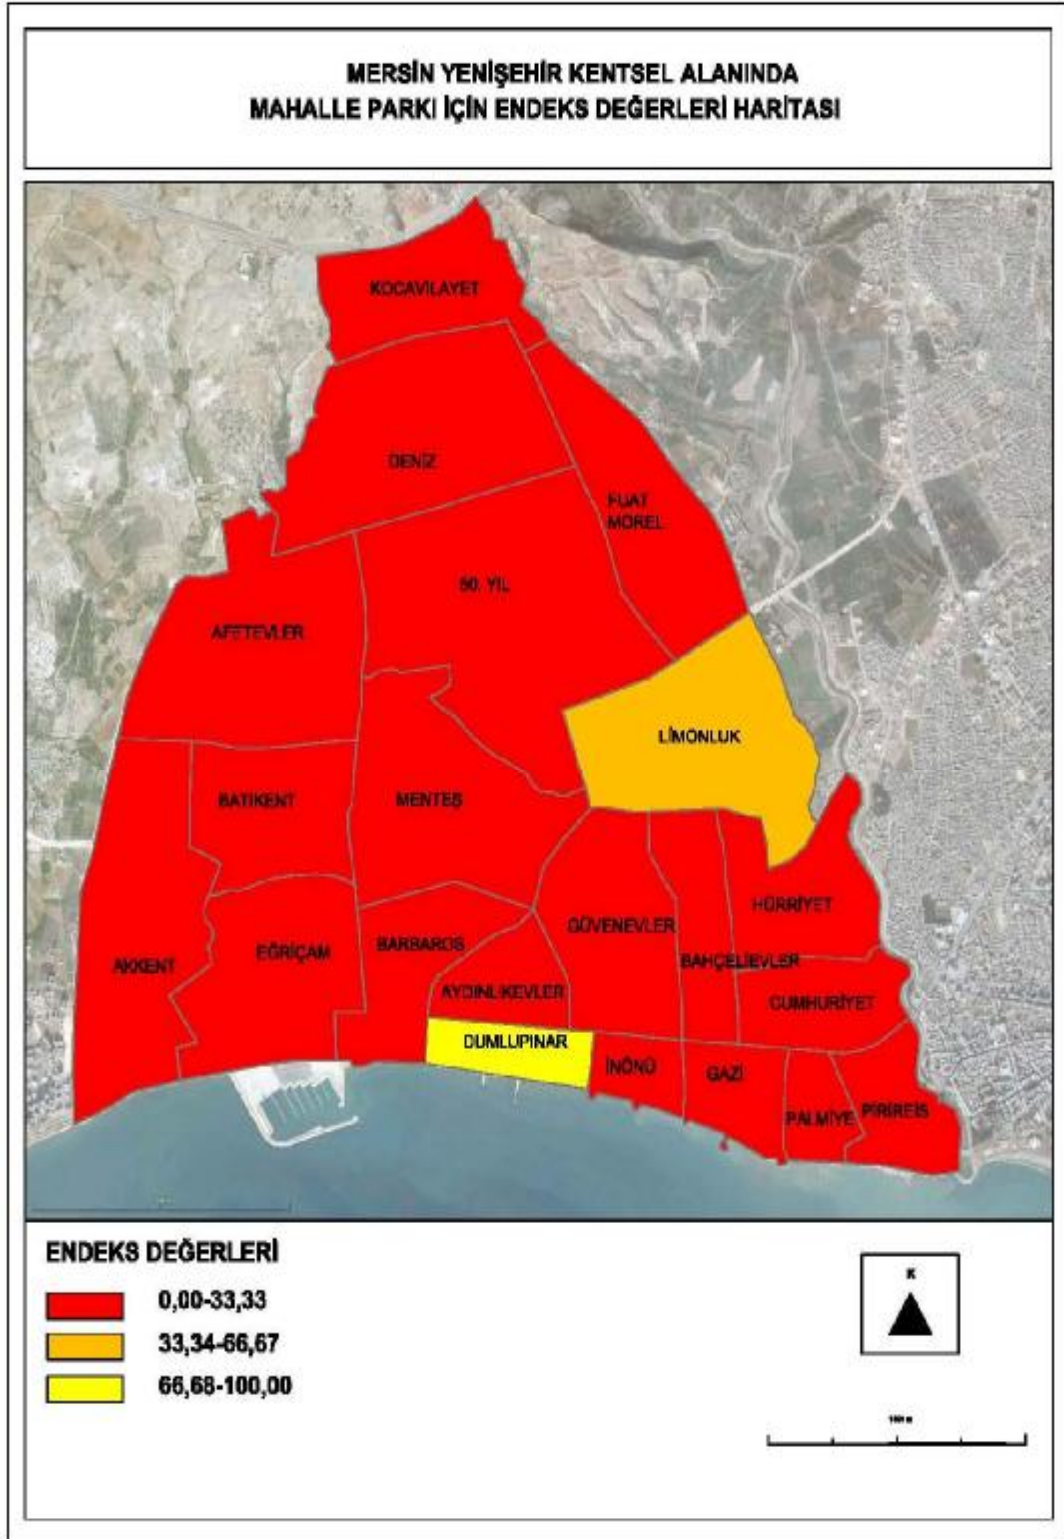 MERSİN YENİŞEHİR KENTSEL ALANINDA
MAHALLE PARKI İÇİN ENDEKS DEĞERLERİ HARİTASI
KOCAVILAYET
DENİZ
FUAT
MOREL
50. YIL
AFETEVLER
LİMONLUK
BATIKENT
MENTEŞ
HÜRRİYET
GÜVENEVLER
BARBAROS
EĞRİÇAM
BAHÇELİEVLER
AKKENT
AYDINLIKEVLER
CUMHURİYET
DUMLUPINAR
İNÖNÜ
GAZİ
PALMİYE
PİRİREİS
ENDEKS DEĞERLERİ
0,00-33,33
33,34-66,67
66,68-100,00
K